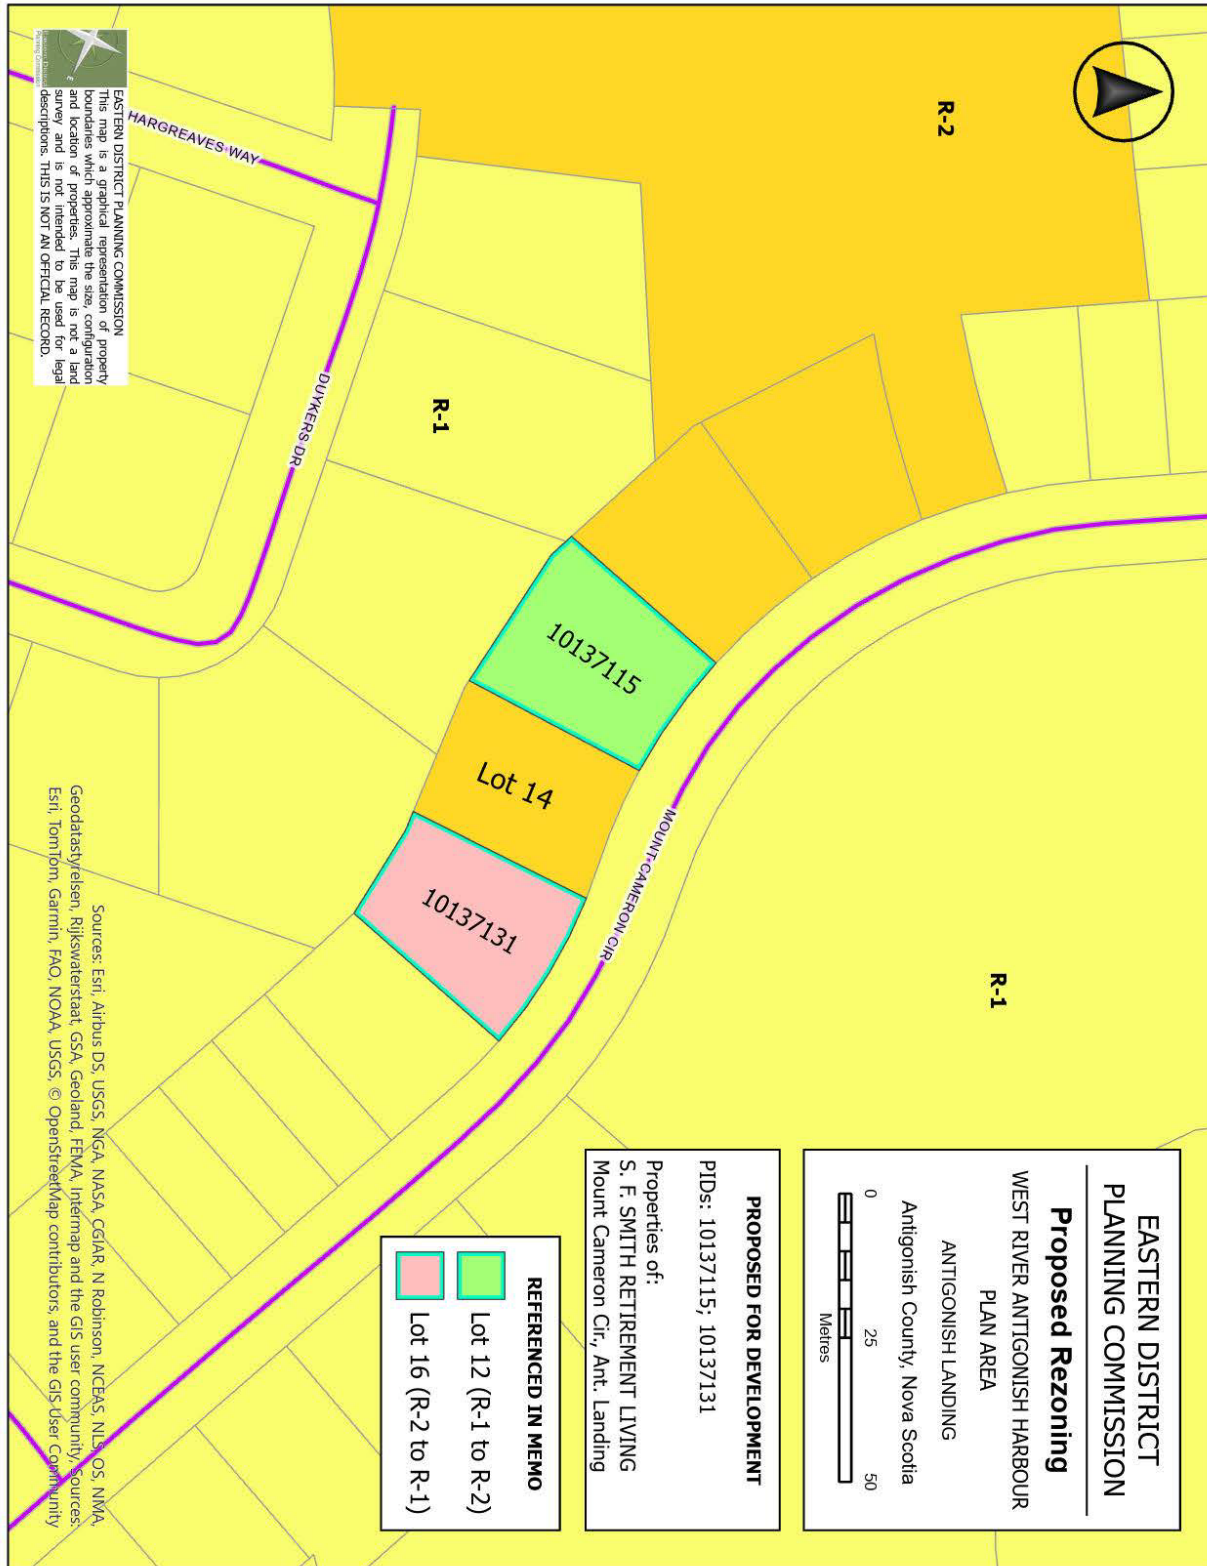 EASTERN DISTRICT
PLANNING COMMISSION
Proposed Rezoning
WEST RIVER ANTIGONISH HARBOUR
PLAN AREA
ANTIGONISH LANDING
Antigonish County, Nova Scotia
0 25 50
Metres
PROPOSED FOR DEVELOPMENT
PIDs: 10137115; 10137131
Properties of:
S. F. SMITH RETIREMENT LIVING
Mount Cameron Cir., Ant. Landing
REFERENCED IN MEMO
Lot 12 (R-1 to R-2)
Lot 16 (R-2 to R-1)
R-2
R-1
R-1
10137115
Lot 14
10137131
MOUNT CAMERON CIR
DUYKERS DR
HARGREAVES WAY
Eastern District
Planning Commission
EASTERN DISTRICT PLANNING COMMISSION
This map is a graphical representation of property
boundaries which approximate the size, configuration
and location of properties. This map is not a land
survey and is not intended to be used for legal
descriptions. THIS IS NOT AN OFFICIAL RECORD.
Sources: Esri, Airbus DS, USGS, NGA, NASA, CGIAR, N Robinson, NCEAS, NLS, OS, NMA,
Geodatastyrelsen, Rijkswaterstaat, GSA, Geoland, FEMA, Intermap and the GIS user community, Sources:
Esri, TomTom, Garmin, FAO, NOAA, USGS, © OpenStreetMap contributors, and the GIS User Community